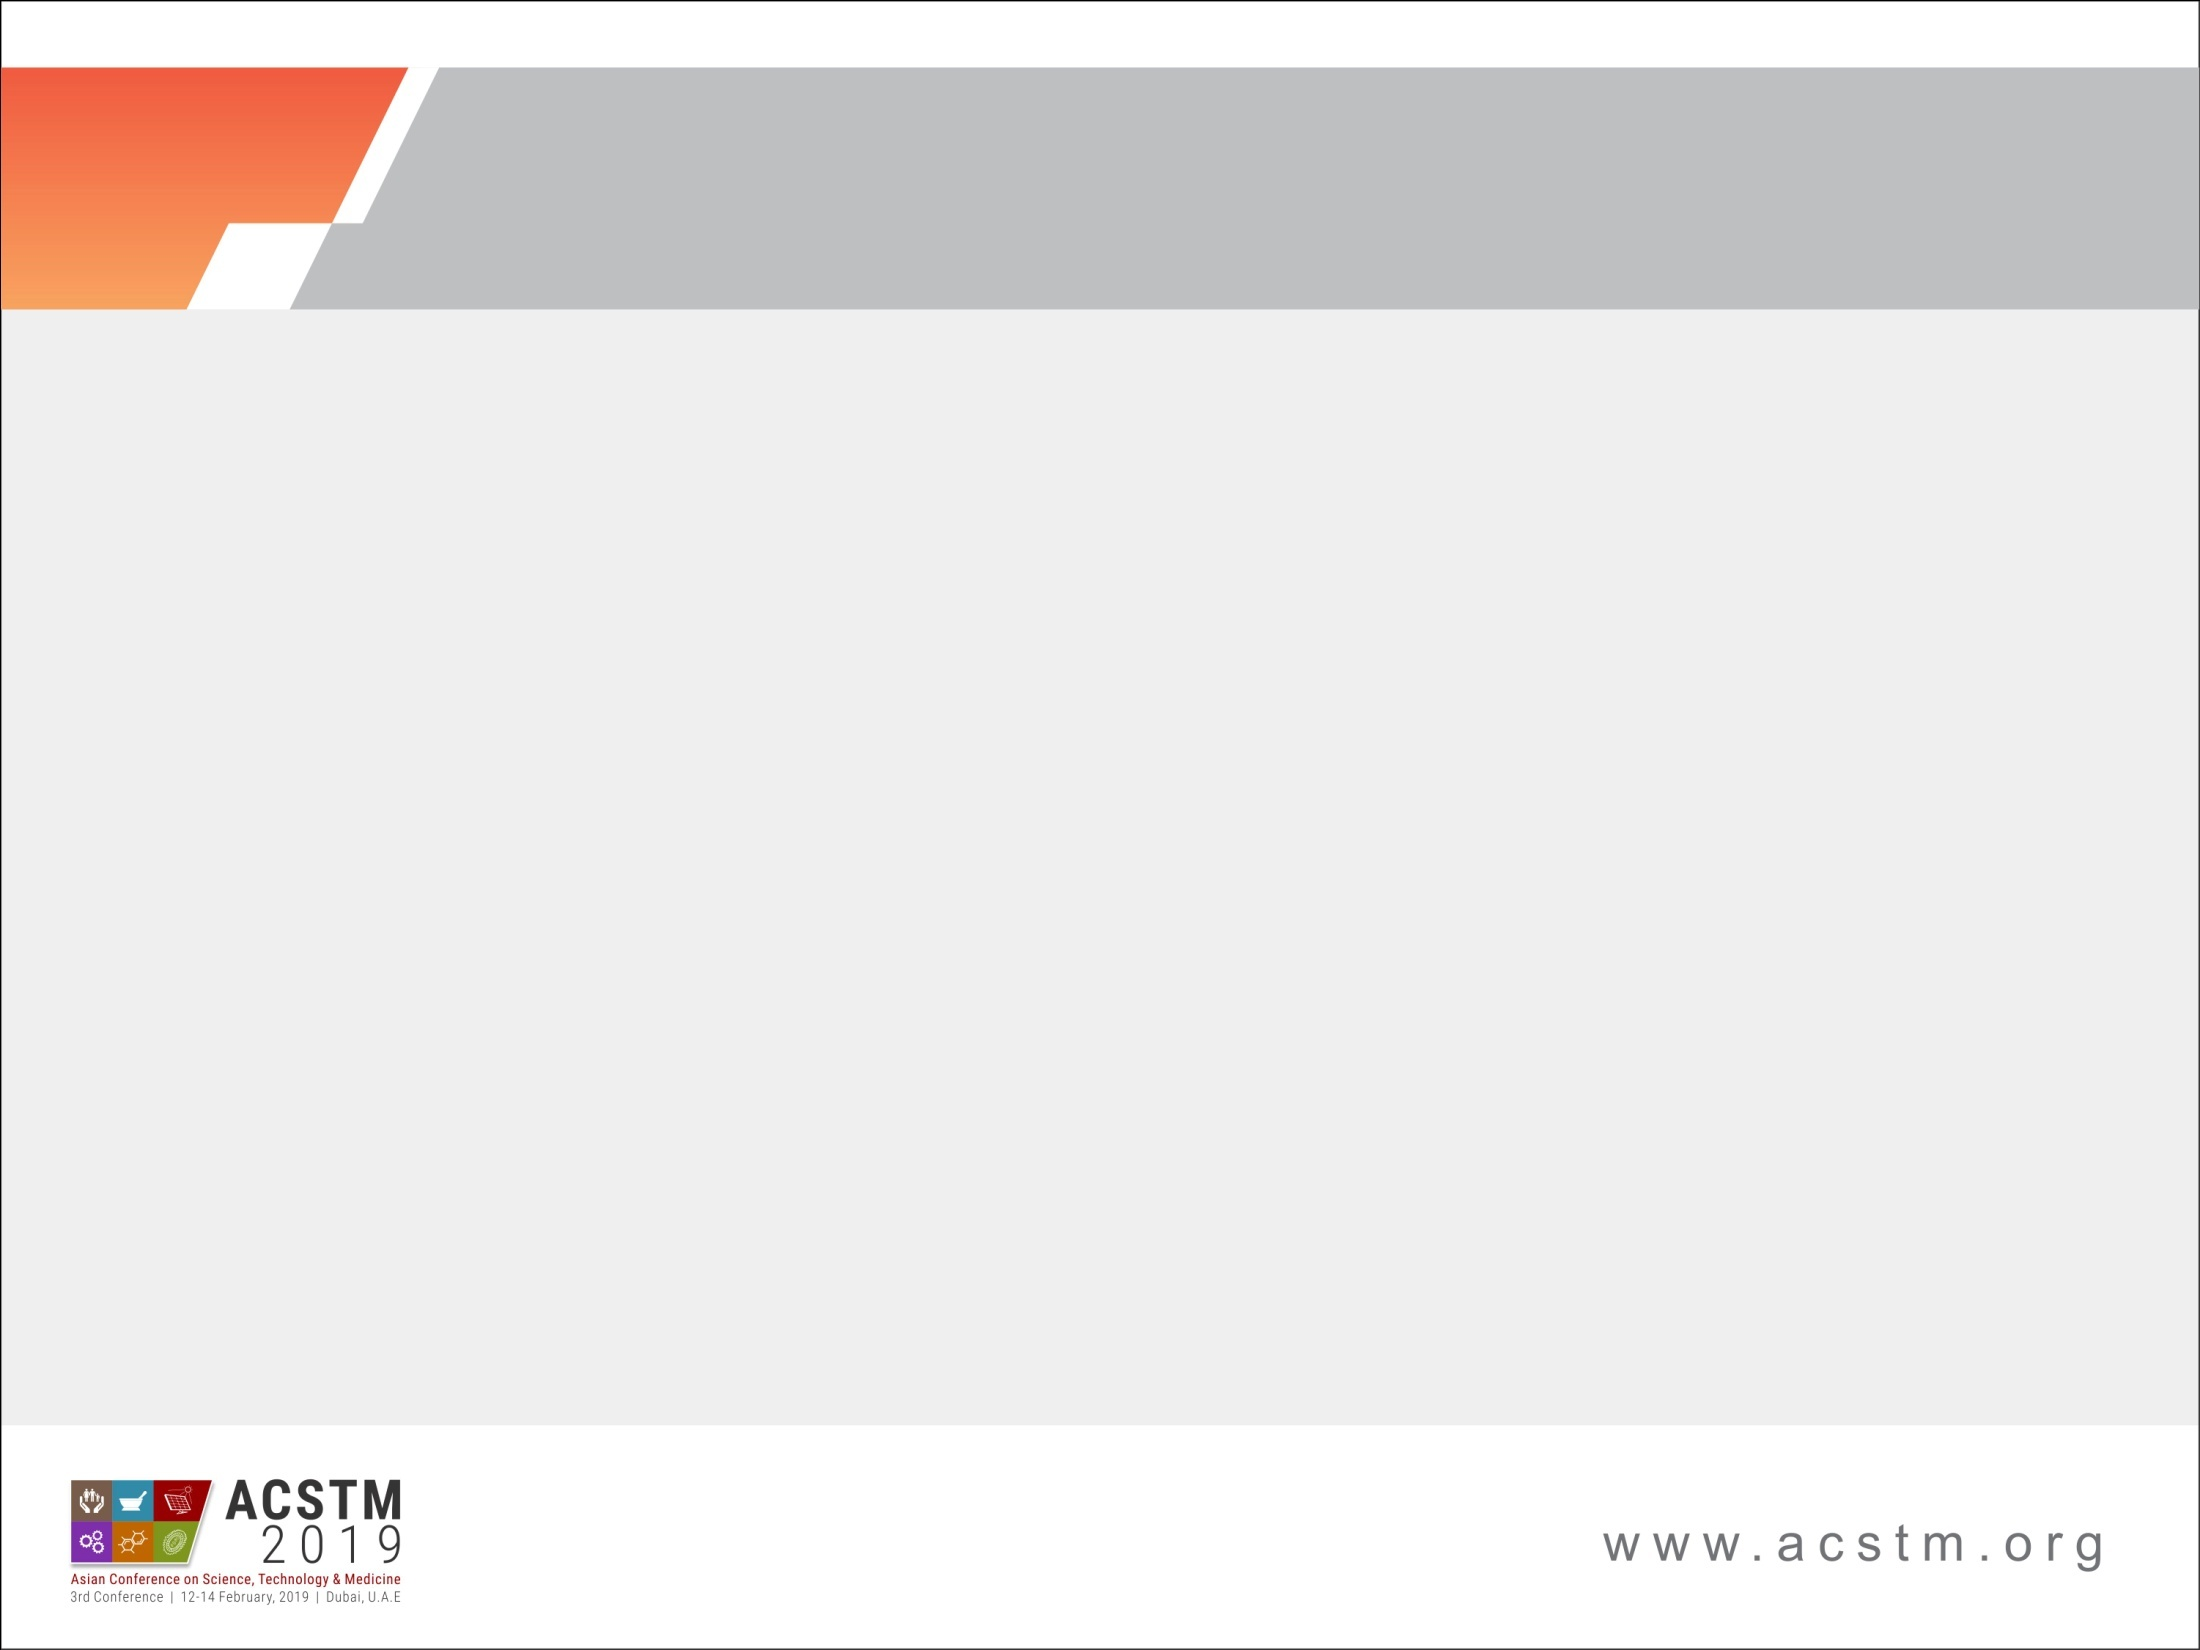 ACSTM
2019
Asian Conference on Science, Technology & Medicine
3rd Conference | 12-14 February, 2019 | Dubai, U.A.E
www.acstm.org